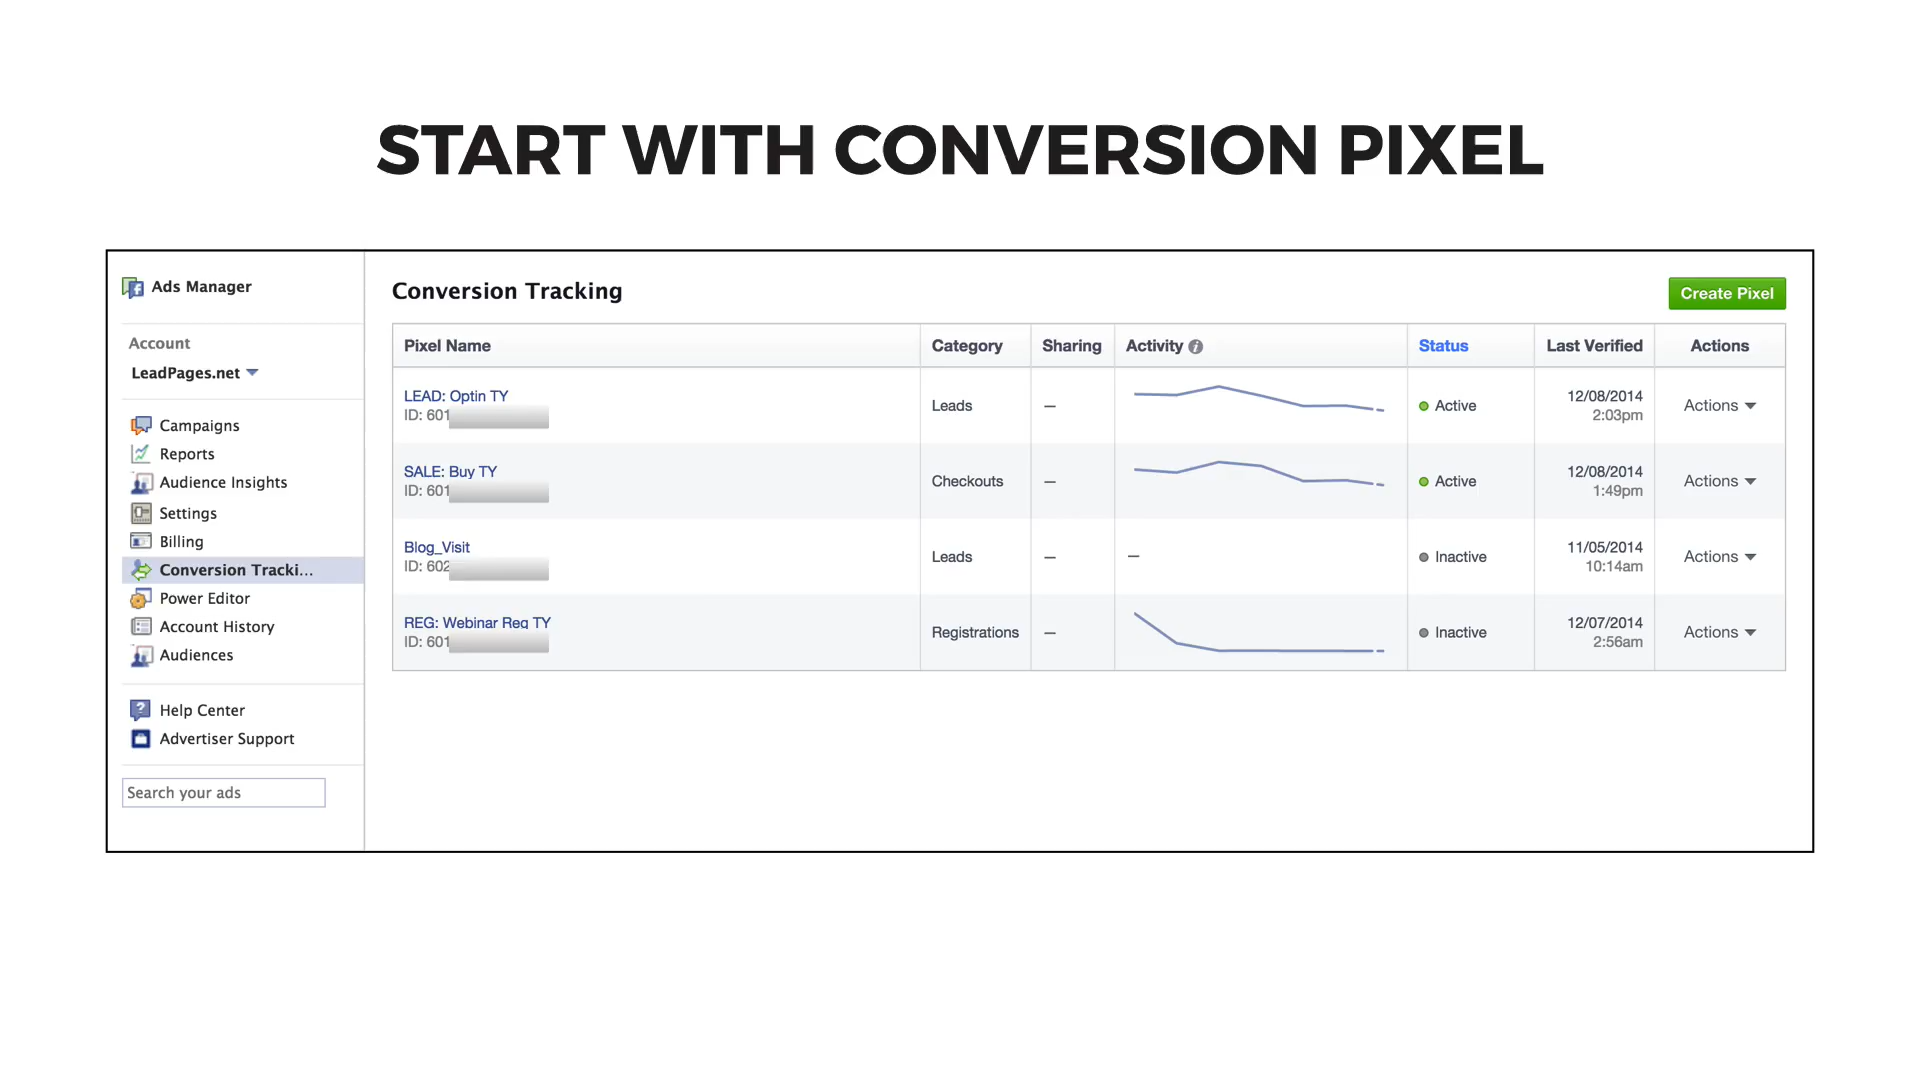 START WITH CONVERSION PIXEL
Ads Manager
Account
LeadPages.net
Campaigns
Reports
Audience Insights
Settings
Billing
Conversion Tracki...
Power Editor
Account History
Audiences
Help Center
Advertiser Support
Search your ads
Conversion Tracking
Create Pixel
Pixel Name Category Sharing Activity Status Last Verified Actions
LEAD: Optin TY
ID: 601
Leads — Active
12/08/2014
2:03pm
Actions
SALE: Buy TY
ID: 601
Checkouts — Active
12/08/2014
1:49pm
Actions
Blog_Visit
ID: 602
Leads — — Inactive
11/05/2014
10:14am
Actions
REG: Webinar Reg TY
ID: 601
Registrations — Inactive
12/07/2014
2:56am
Actions